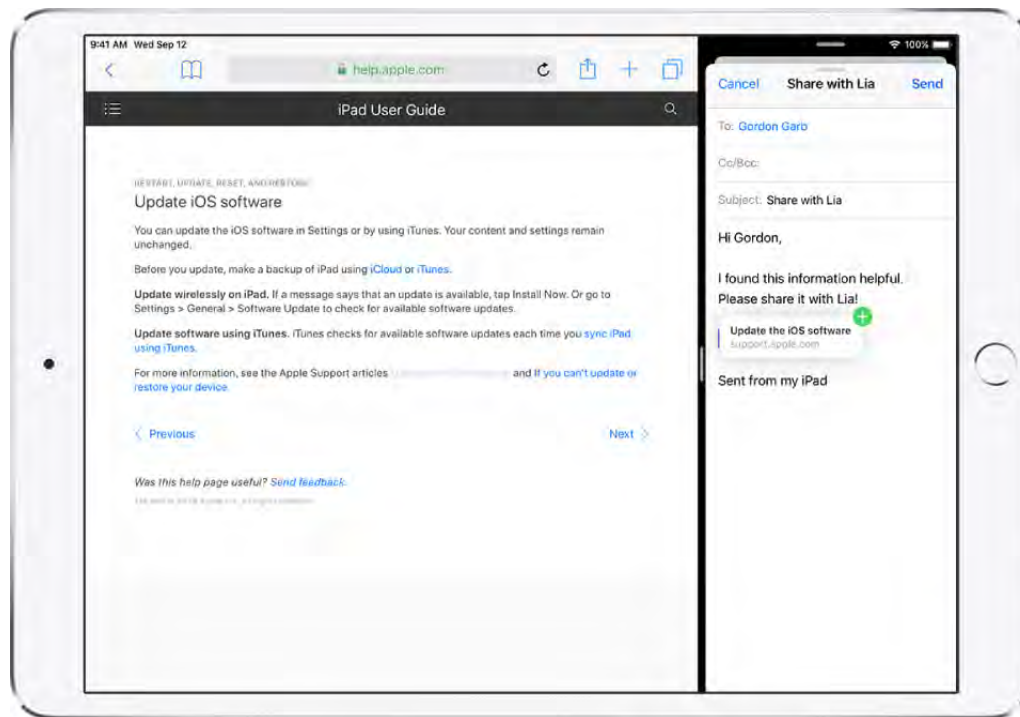 9:41 AM Wed Sep 12
100%
help.apple.com
iPad User Guide
RESTART, UPDATE, RESET, AND RESTORE
Update iOS software
You can update the iOS software in Settings or by using iTunes. Your content and settings remain
unchanged.
Before you update, make a backup of iPad using iCloud or iTunes.
Update wirelessly on iPad. If a message says that an update is available, tap Install Now. Or go to
Settings > General > Software Update to check for available software updates.
Update software using iTunes. iTunes checks for available software updates each time you sync iPad
using iTunes.
For more information, see the Apple Support articles and If you can't update or
restore your device.
Previous
Next
Was this help page useful? Send feedback.
Cancel Share with Lia Send
To: Gordon Garb
Cc/Bcc:
Subject: Share with Lia
Hi Gordon,
I found this information helpful.
Please share it with Lia!
Update the iOS software
support.apple.com
Sent from my iPad